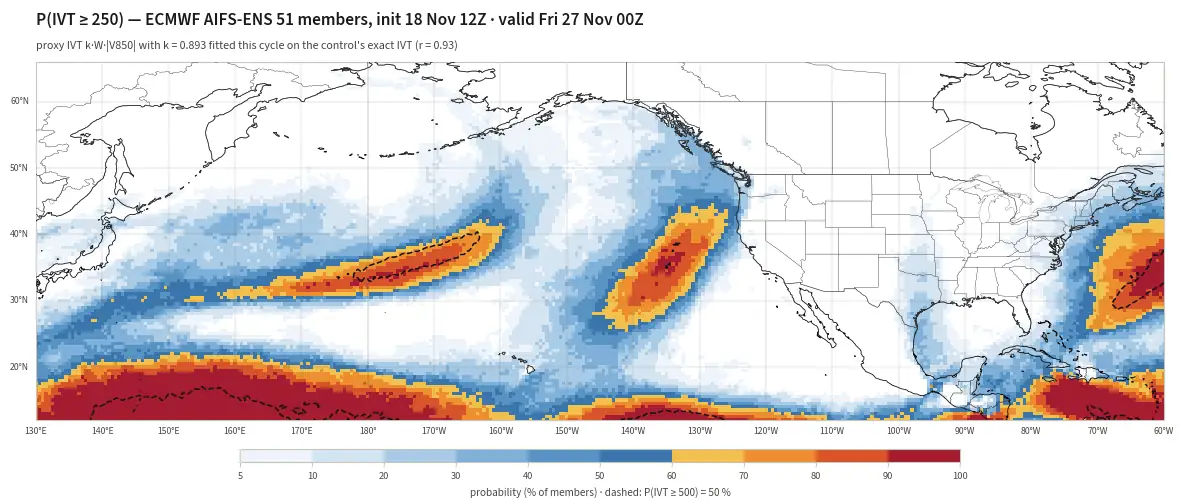 P(IVT ≥ 250) — ECMWF AIFS-ENS 51 members, init 18 Nov 12Z · valid Fri 27 Nov 00Z
proxy IVT k·W·|V850| with k = 0.893 fitted this cycle on the control's exact IVT (r = 0.93)
60°N
50°N
40°N
30°N
20°N
130°E 140°E 150°E 160°E 170°E 180° 170°W 160°W 150°W 140°W 130°W 120°W 110°W 100°W 90°W 80°W 70°W 60°W
5 10 20 30 40 50 60 70 80 90 100
probability (% of members) · dashed: P(IVT ≥ 500) = 50 %